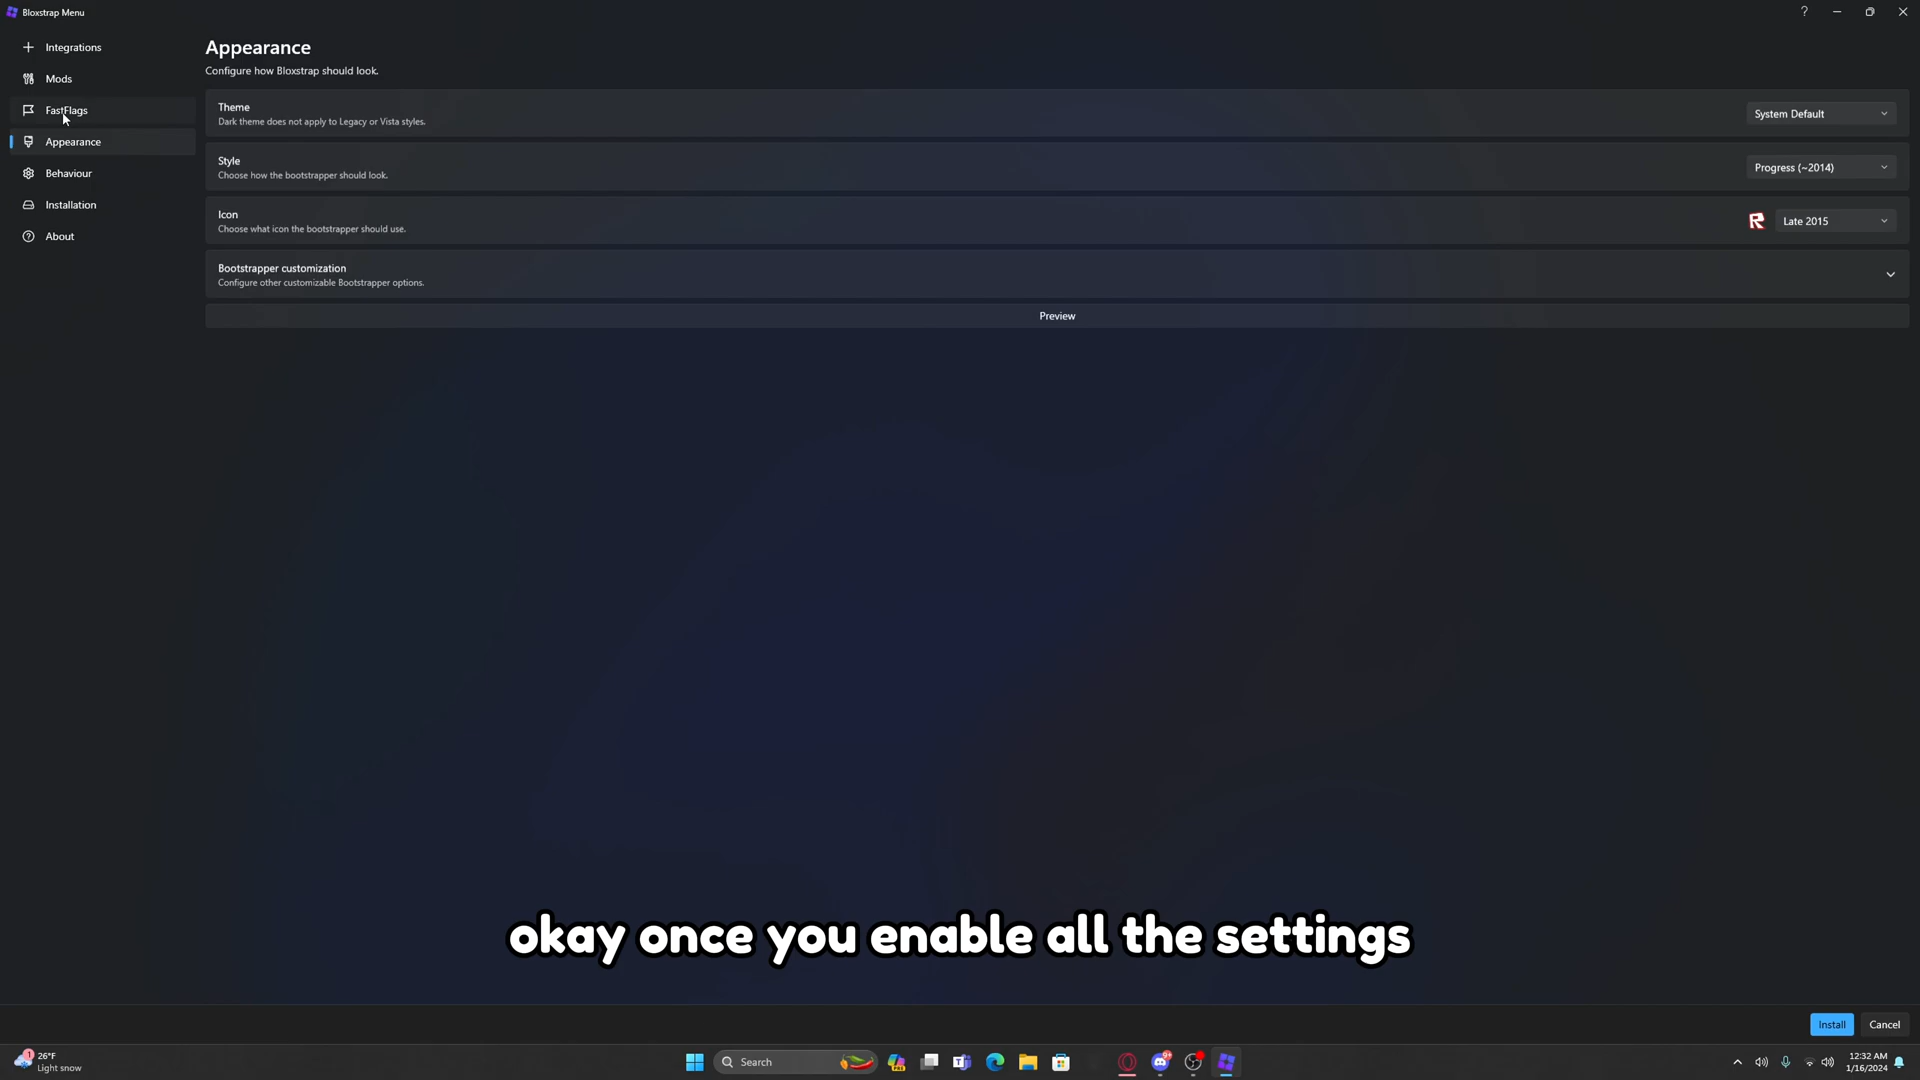 Bloxstrap Menu
?
Integrations
Mods
FastFlags
Appearance
Behaviour
Installation
About
Appearance
Configure how Bloxstrap should look.
Theme
Dark theme does not apply to Legacy or Vista styles.
System Default
Style
Choose how the bootstrapper should look.
Progress (~2014)
Icon
Choose what icon the bootstrapper should use.
Late 2015
Bootstrapper customization
Configure other customizable Bootstrapper options.
Preview
okay once you enable all the settings
Install
Cancel
1
26°F
Light snow
Search
PRE
9+
12:32 AM
1/16/2024